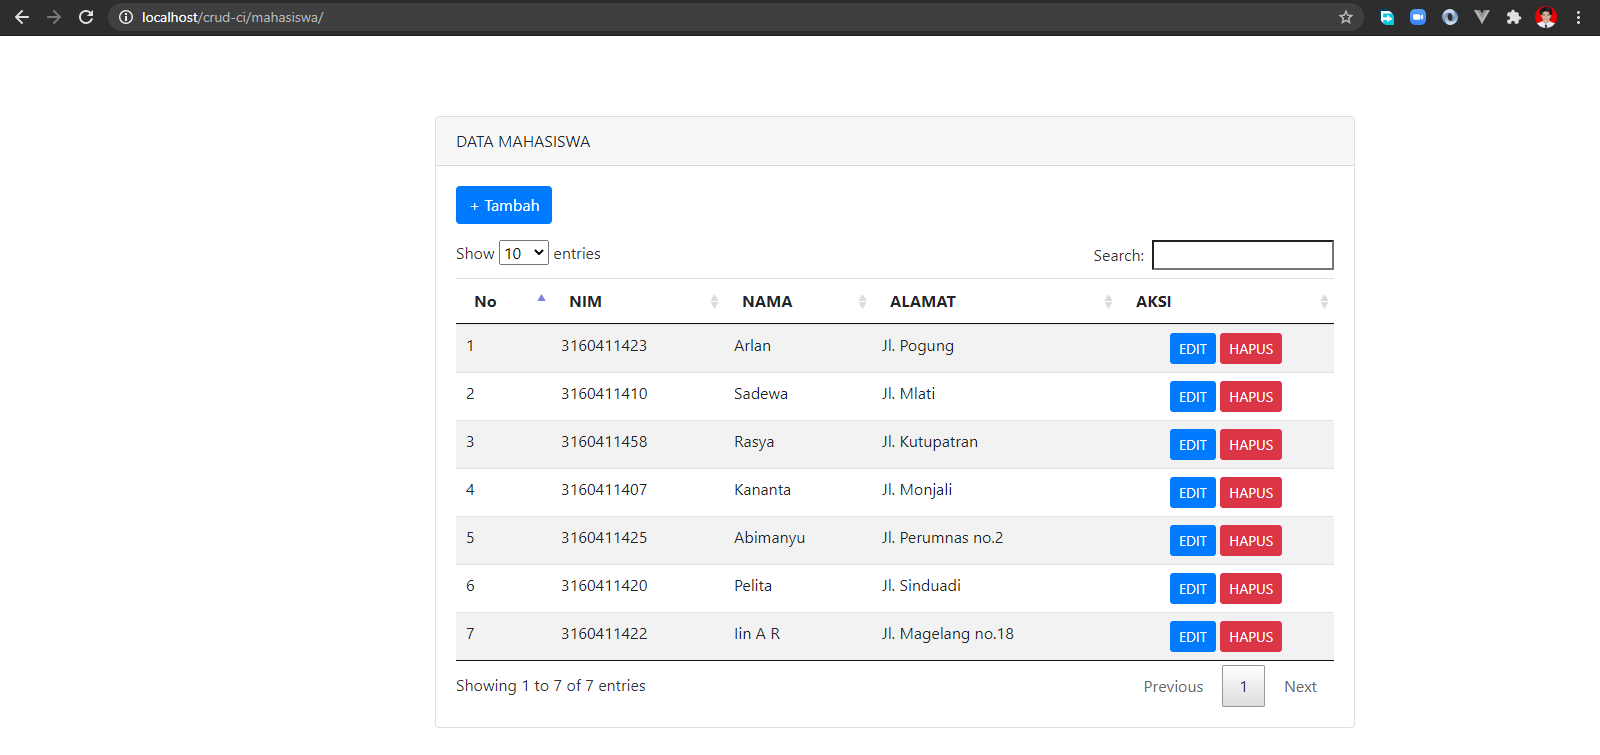 localhost/crud-ci/mahasiswa/
DATA MAHASISWA
+ Tambah
Show 10 entries Search:
No NIM NAMA ALAMAT AKSI
1 3160411423 Arlan Jl. Pogung EDIT HAPUS
2 3160411410 Sadewa Jl. Mlati EDIT HAPUS
3 3160411458 Rasya Jl. Kutupatran EDIT HAPUS
4 3160411407 Kananta Jl. Monjali EDIT HAPUS
5 3160411425 Abimanyu Jl. Perumnas no.2 EDIT HAPUS
6 3160411420 Pelita Jl. Sinduadi EDIT HAPUS
7 3160411422 Iin A R Jl. Magelang no.18 EDIT HAPUS
Showing 1 to 7 of 7 entries Previous 1 Next